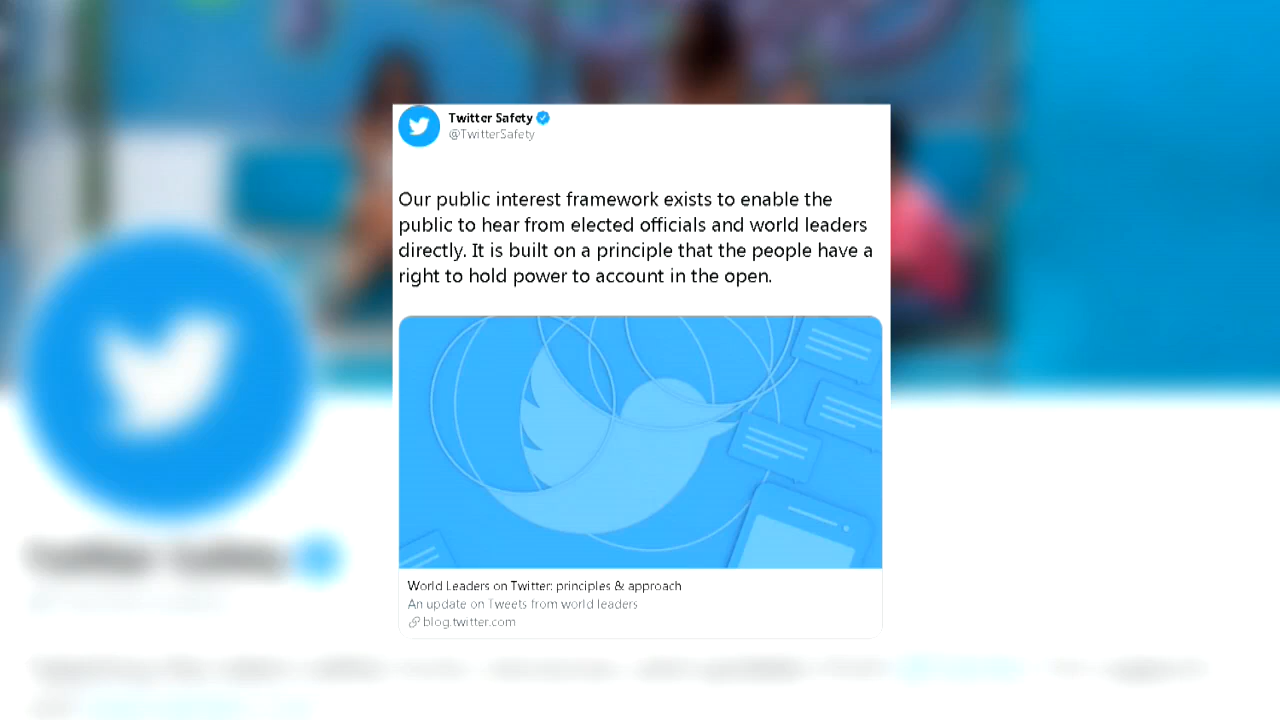 Twitter Safety
@TwitterSafety
Our public interest framework exists to enable the
public to hear from elected officials and world leaders
directly. It is built on a principle that the people have a
right to hold power to account in the open.
World Leaders on Twitter: principles & approach
An update on Tweets from world leaders
blog.twitter.com